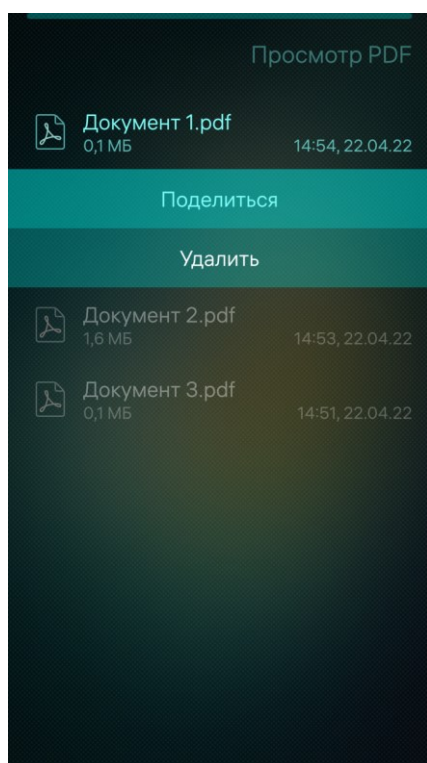 Просмотр PDF
Документ 1.pdf
0,1 МБ 14:54, 22.04.22
Поделиться
Удалить
Документ 2.pdf
1,6 МБ 14:53, 22.04.22
Документ 3.pdf
0,1 МБ 14:51, 22.04.22